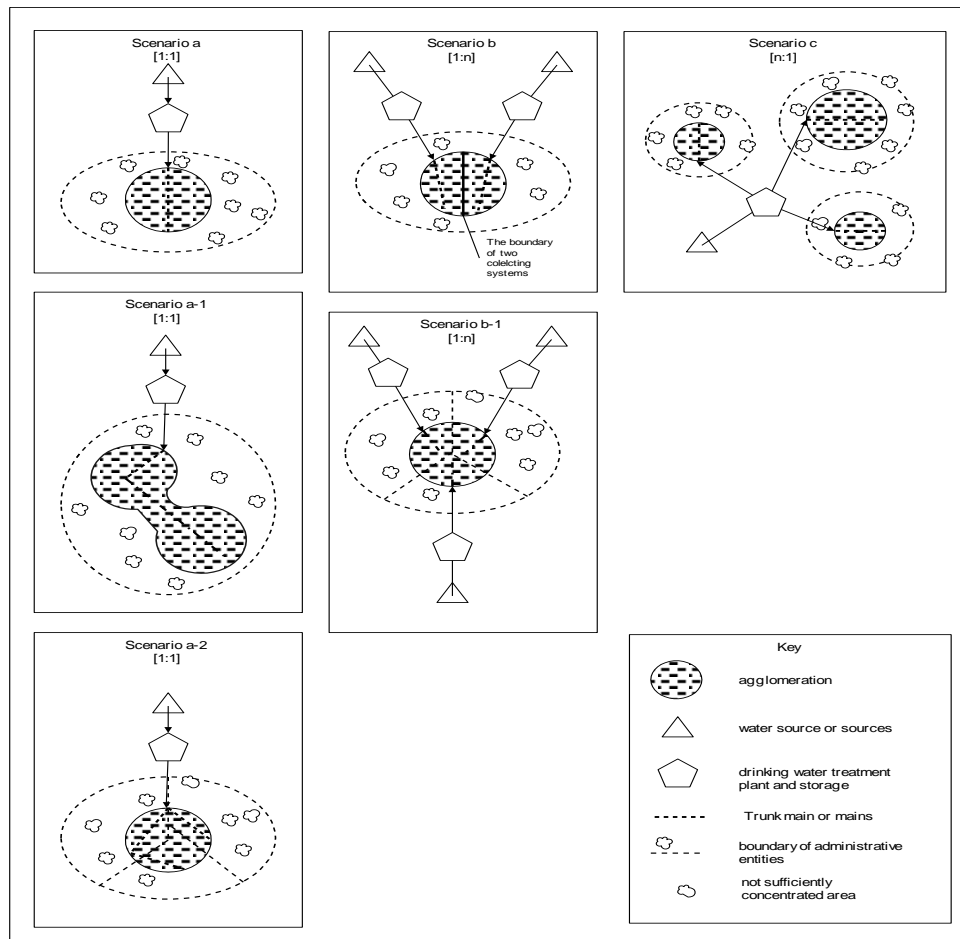 Scenario a
[1:1]
Scenario b
[1:n]
The boundary
of two
colelcting
systems
Scenario c
[n:1]
Scenario a-1
[1:1]
Scenario b-1
[1:n]
Scenario a-2
[1:1]
Key
agglomeration
water source or sources
drinking water treatment
plant and storage
Trunk main or mains
boundary of administrative
entities
not sufficiently
concentrated area